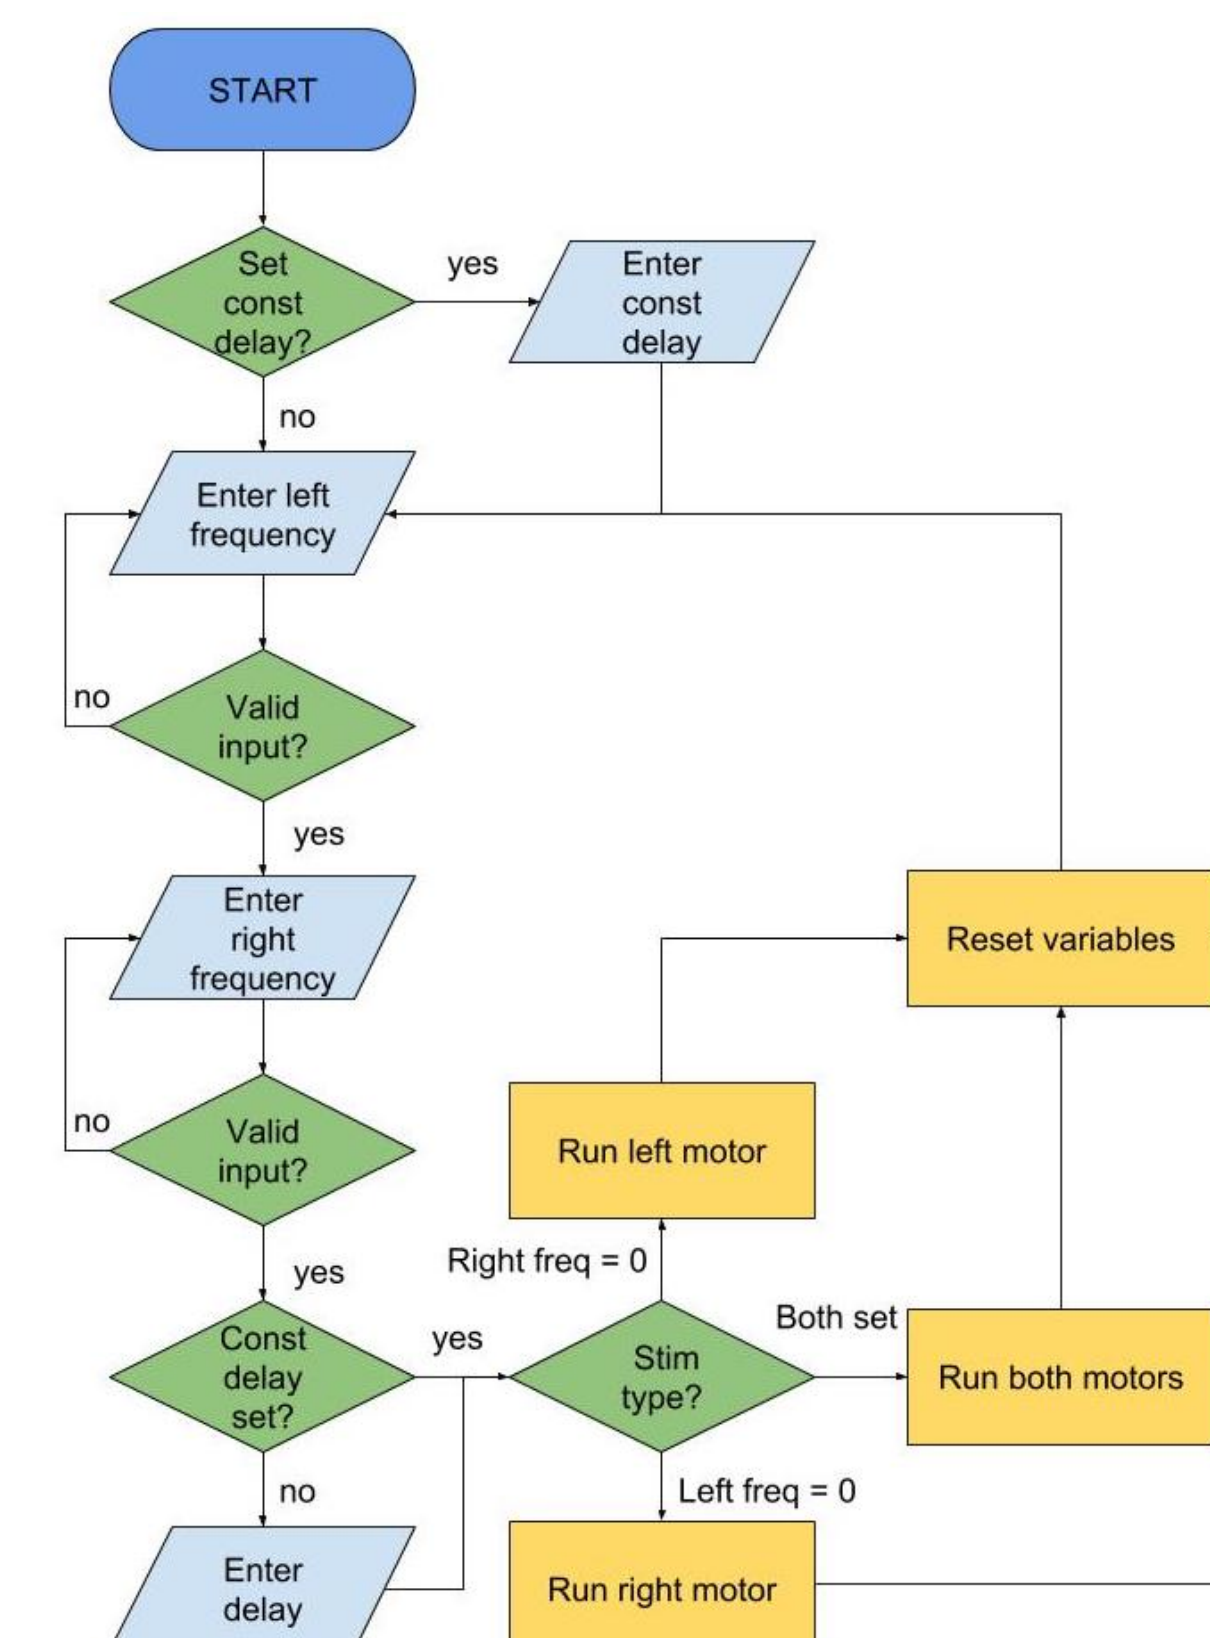 START
Set
const
delay?
yes
Enter
const
delay
no
Enter left
frequency
no
Valid
input?
yes
Enter
right
frequency
Reset variables
no
Valid
input?
Run left motor
yes
Right freq = 0
Const
delay
set?
yes
Stim
type?
Both set
Run both motors
no
Left freq = 0
Enter
delay
Run right motor